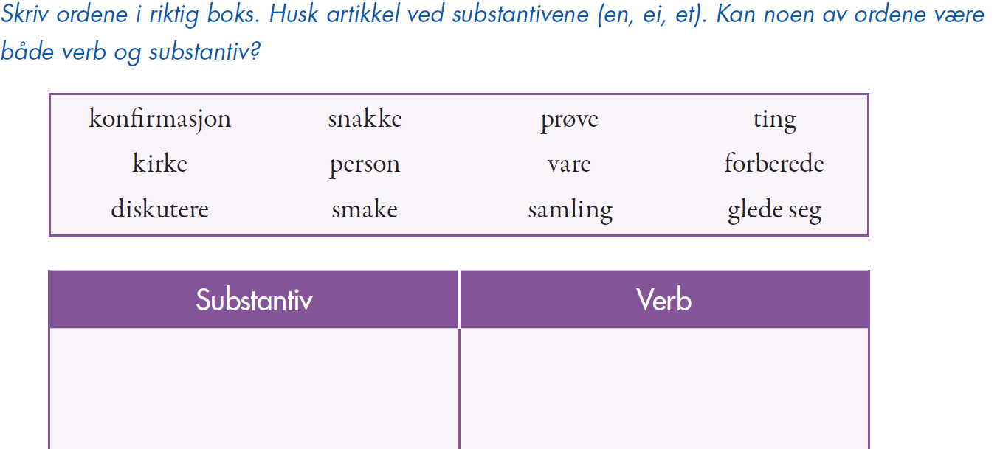 Skriv ordene i riktig boks. Husk artikkel ved substantivene (en, ei, et). Kan noen av ordene være
både verb og substantiv?
konfirmasjon snakke prøve ting
kirke person vare forberede
diskutere smake samling glede seg
Substantiv Verb